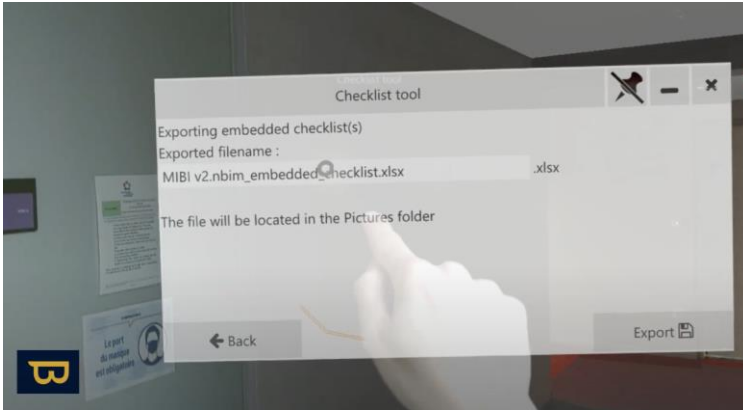 Checklist tool
Exporting embedded checklist(s)
Exported filename :
MIBI v2.nbim_embedded_checklist.xlsx
.xlsx
The file will be located in the Pictures folder
Back
Export
Le port
du masque
est obligatoire